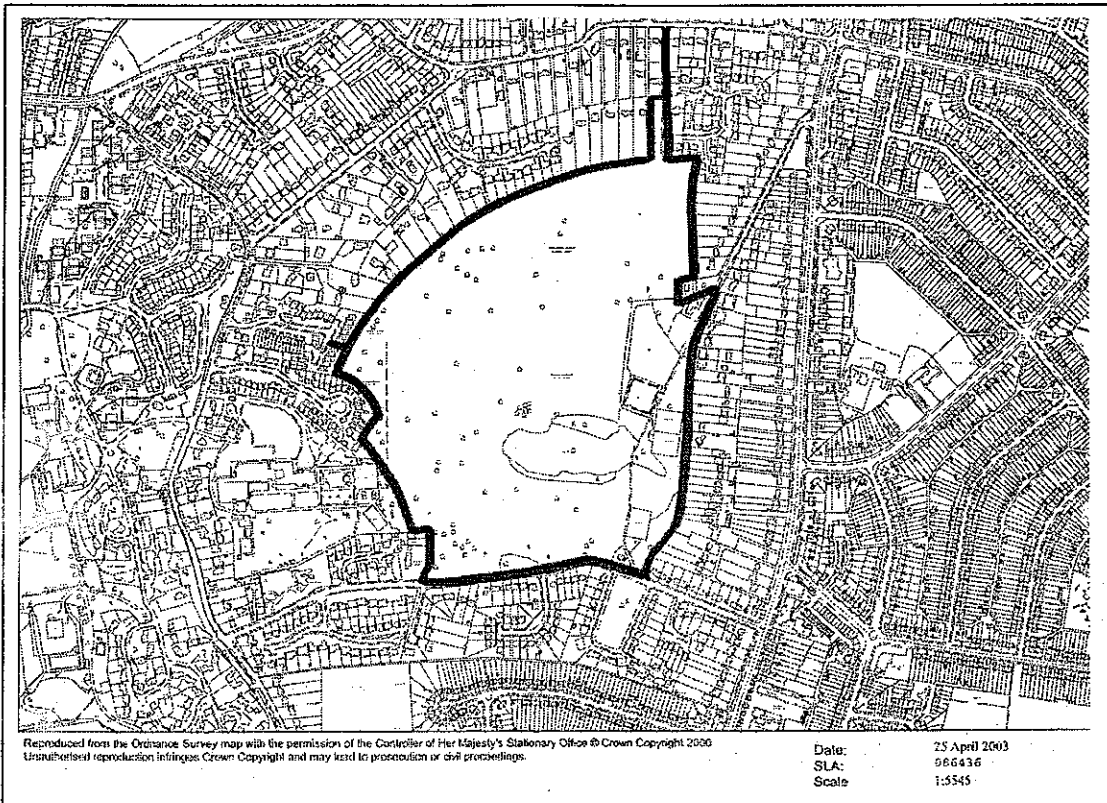 Reproduced from the Ordnance Survey map with the permission of the Controller of Her Majesty's Stationary Office © Crown Copyright 2000
Unauthorised reproduction infringes Crown Copyright and may lead to prosecution or civil proceedings.
Date: 25 April 2003
SLA: 086436
Scale 1:5545